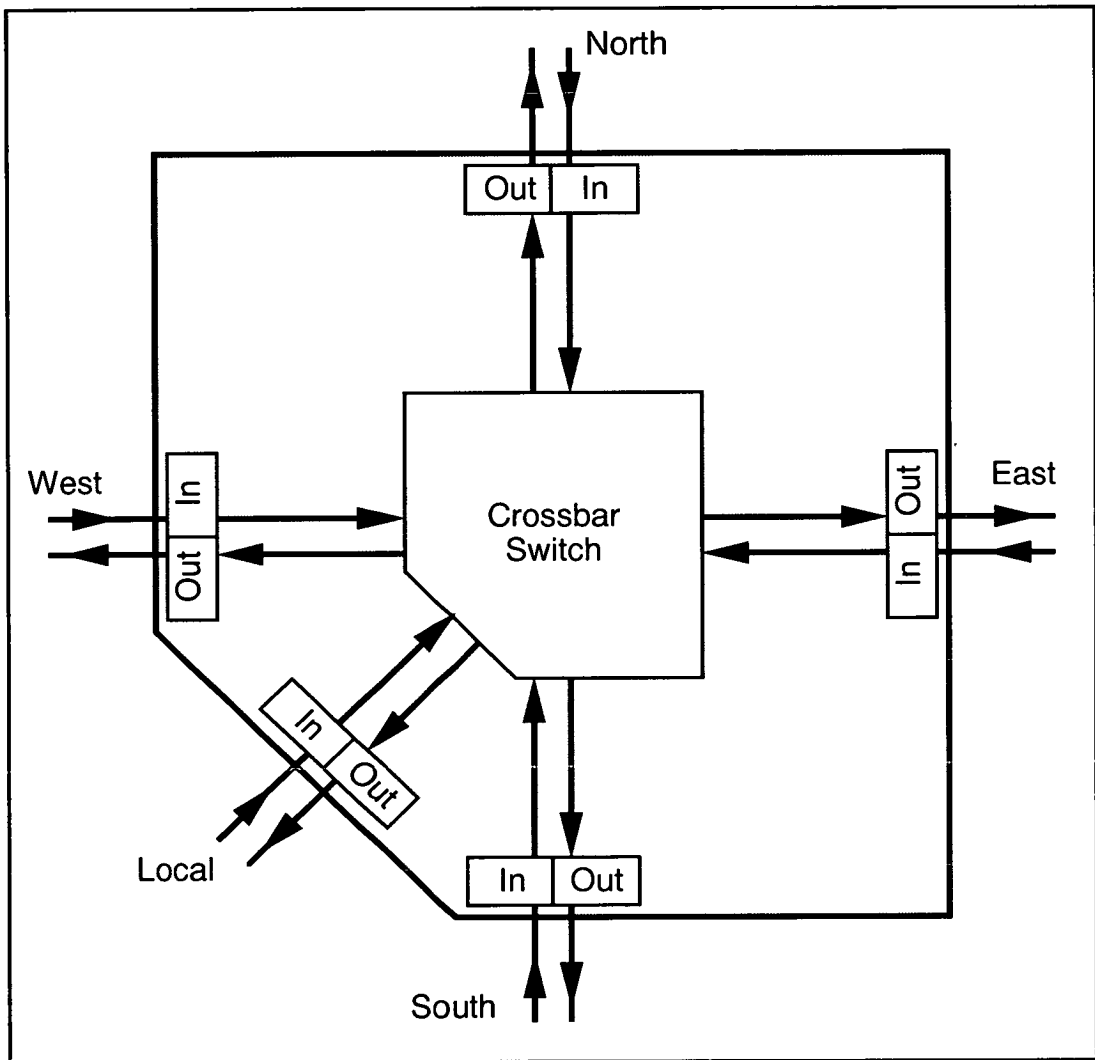 North
Out In
West
In
Out
Crossbar
Switch
Out
In
East
In
Out
Local
In Out
South